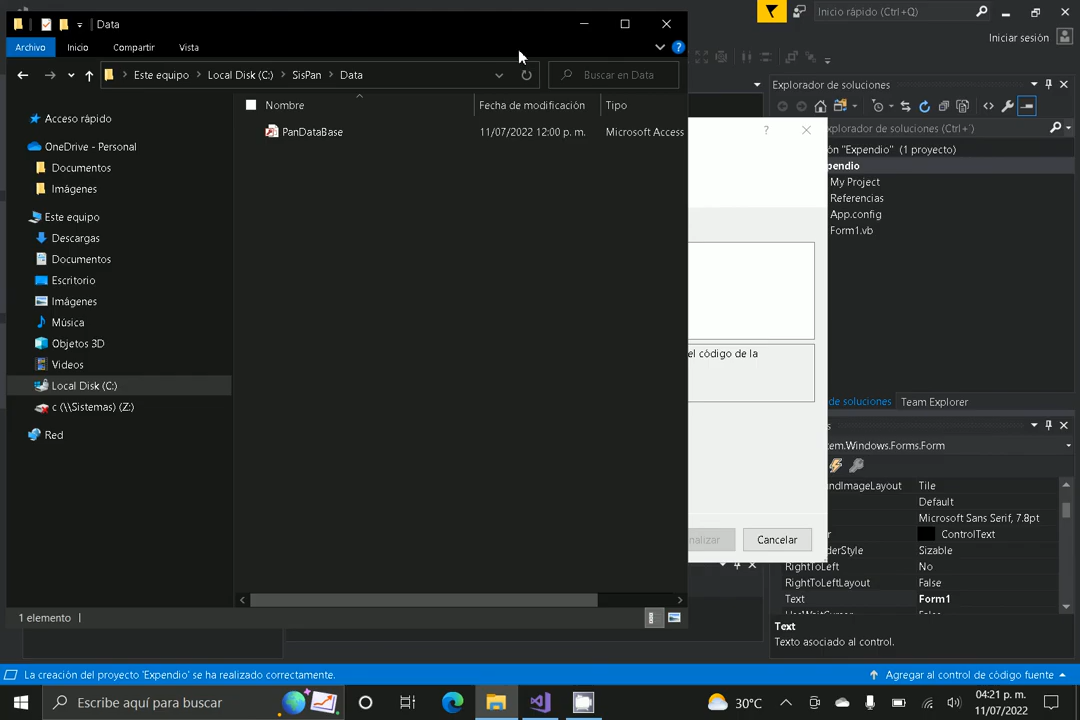 Data
Inicio rápido (Ctrl+Q)
Archivo Inicio Compartir Vista
Iniciar sesión
Este equipo Local Disk (C:) SisPan Data
Buscar en Data
Explorador de soluciones
Nombre Fecha de modificación Tipo
PanDataBase 11/07/2022 12:00 p. m. Microsoft Access
Acceso rápido
OneDrive - Personal
Documentos
Imágenes
Este equipo
Descargas
Documentos
Escritorio
Imágenes
Música
Objetos 3D
Videos
Local Disk (C:)
c (\\Sistemas) (Z:)
Red
1 elemento
el código de la
nalizar Cancelar
xplorador de soluciones (Ctrl+´)
ón "Expendio" (1 proyecto)
pendio
My Project
Referencias
App.config
Form1.vb
de soluciones Team Explorer
s
tem.Windows.Forms.Form
ndImageLayout Tile
Default
Microsoft Sans Serif, 7.8pt
r ControlText
derStyle Sizable
RightToLeft No
RightToLeftLayout False
Text Form1
UseWaitCursor False
Text
Texto asociado al control.
La creación del proyecto 'Expendio' se ha realizado correctamente.
Agregar al control de código fuente
Escribe aquí para buscar
30°C
04:21 p. m.
11/07/2022